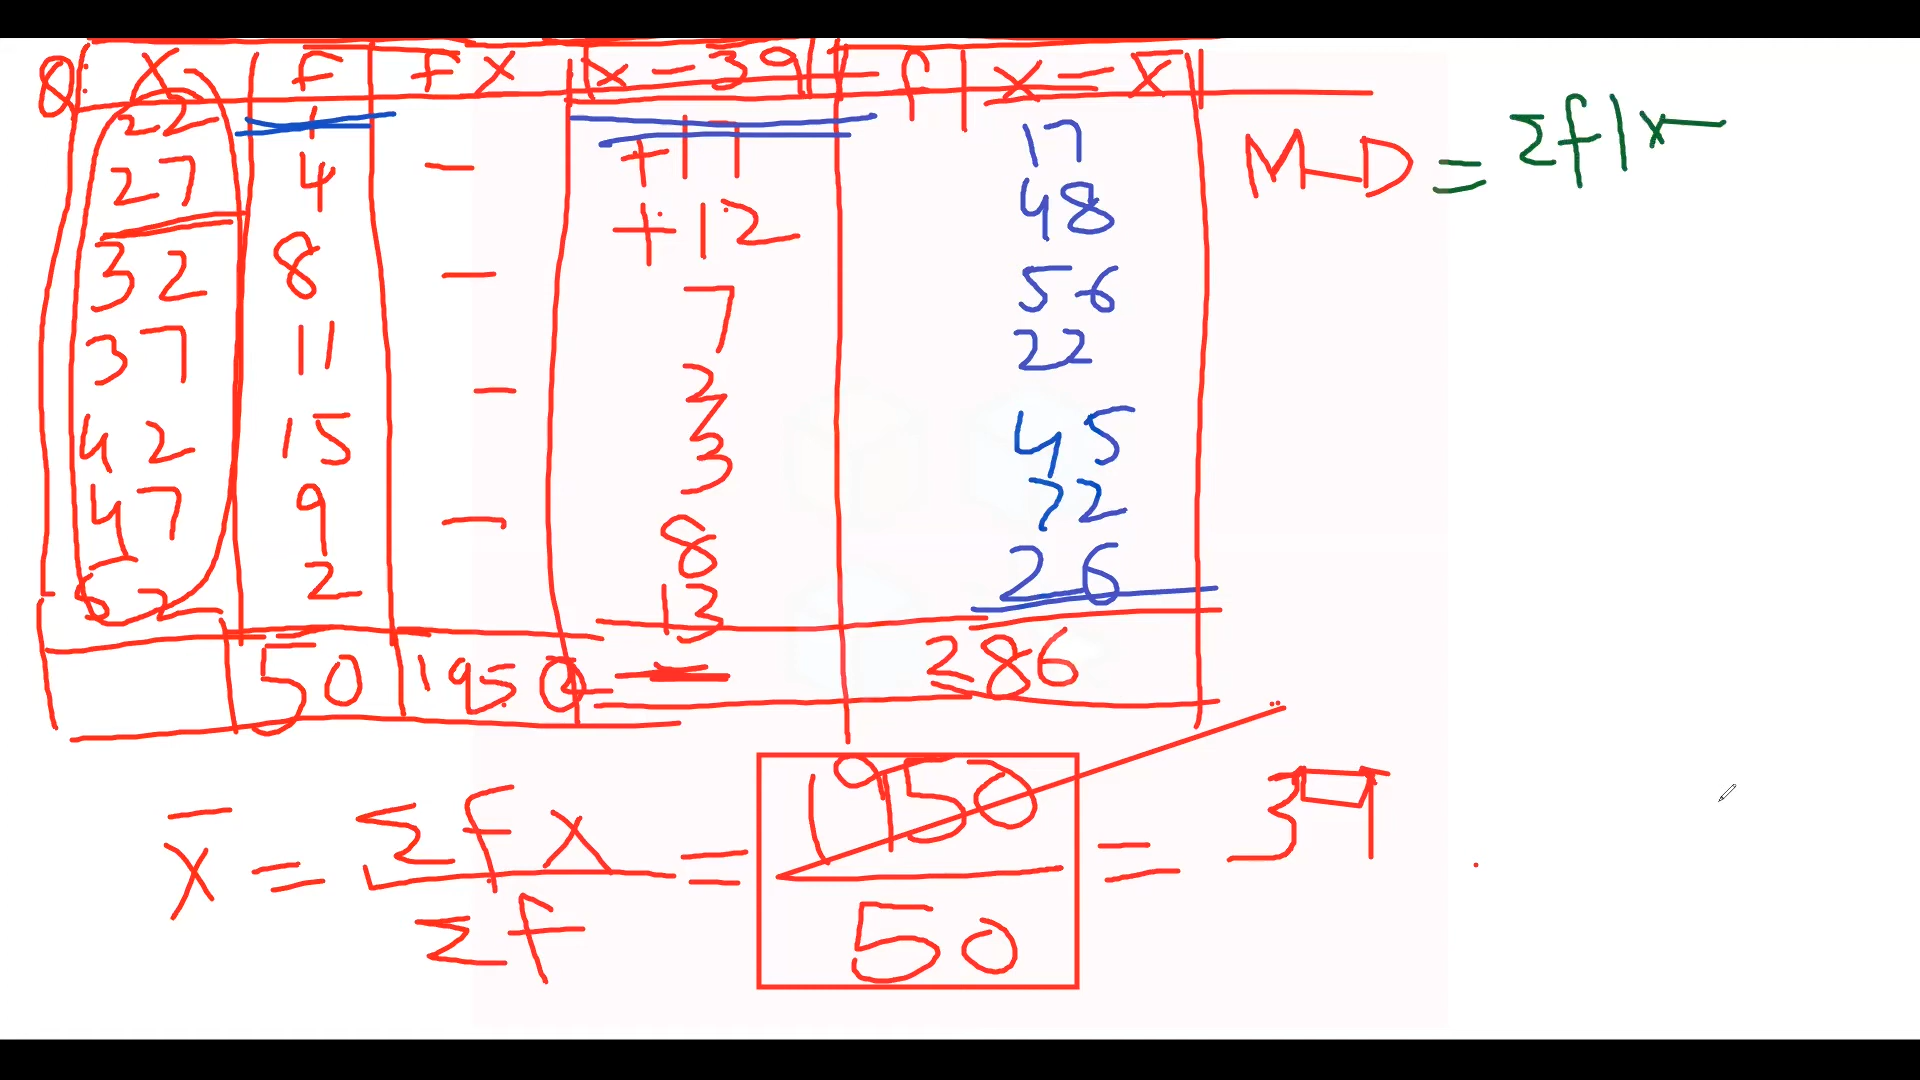 Q: X F FX |x-39| f|x-x̄|
22 1 +17 17
27 4 - +12 48
32 8 - 7 56
37 11 2 22
42 15 - 3 45
47 9 - 8 72
52 2 13 26
50 1950 286
M-D = Σf|x-
x̄ = ΣFX/ΣF = 1950/50 = 39